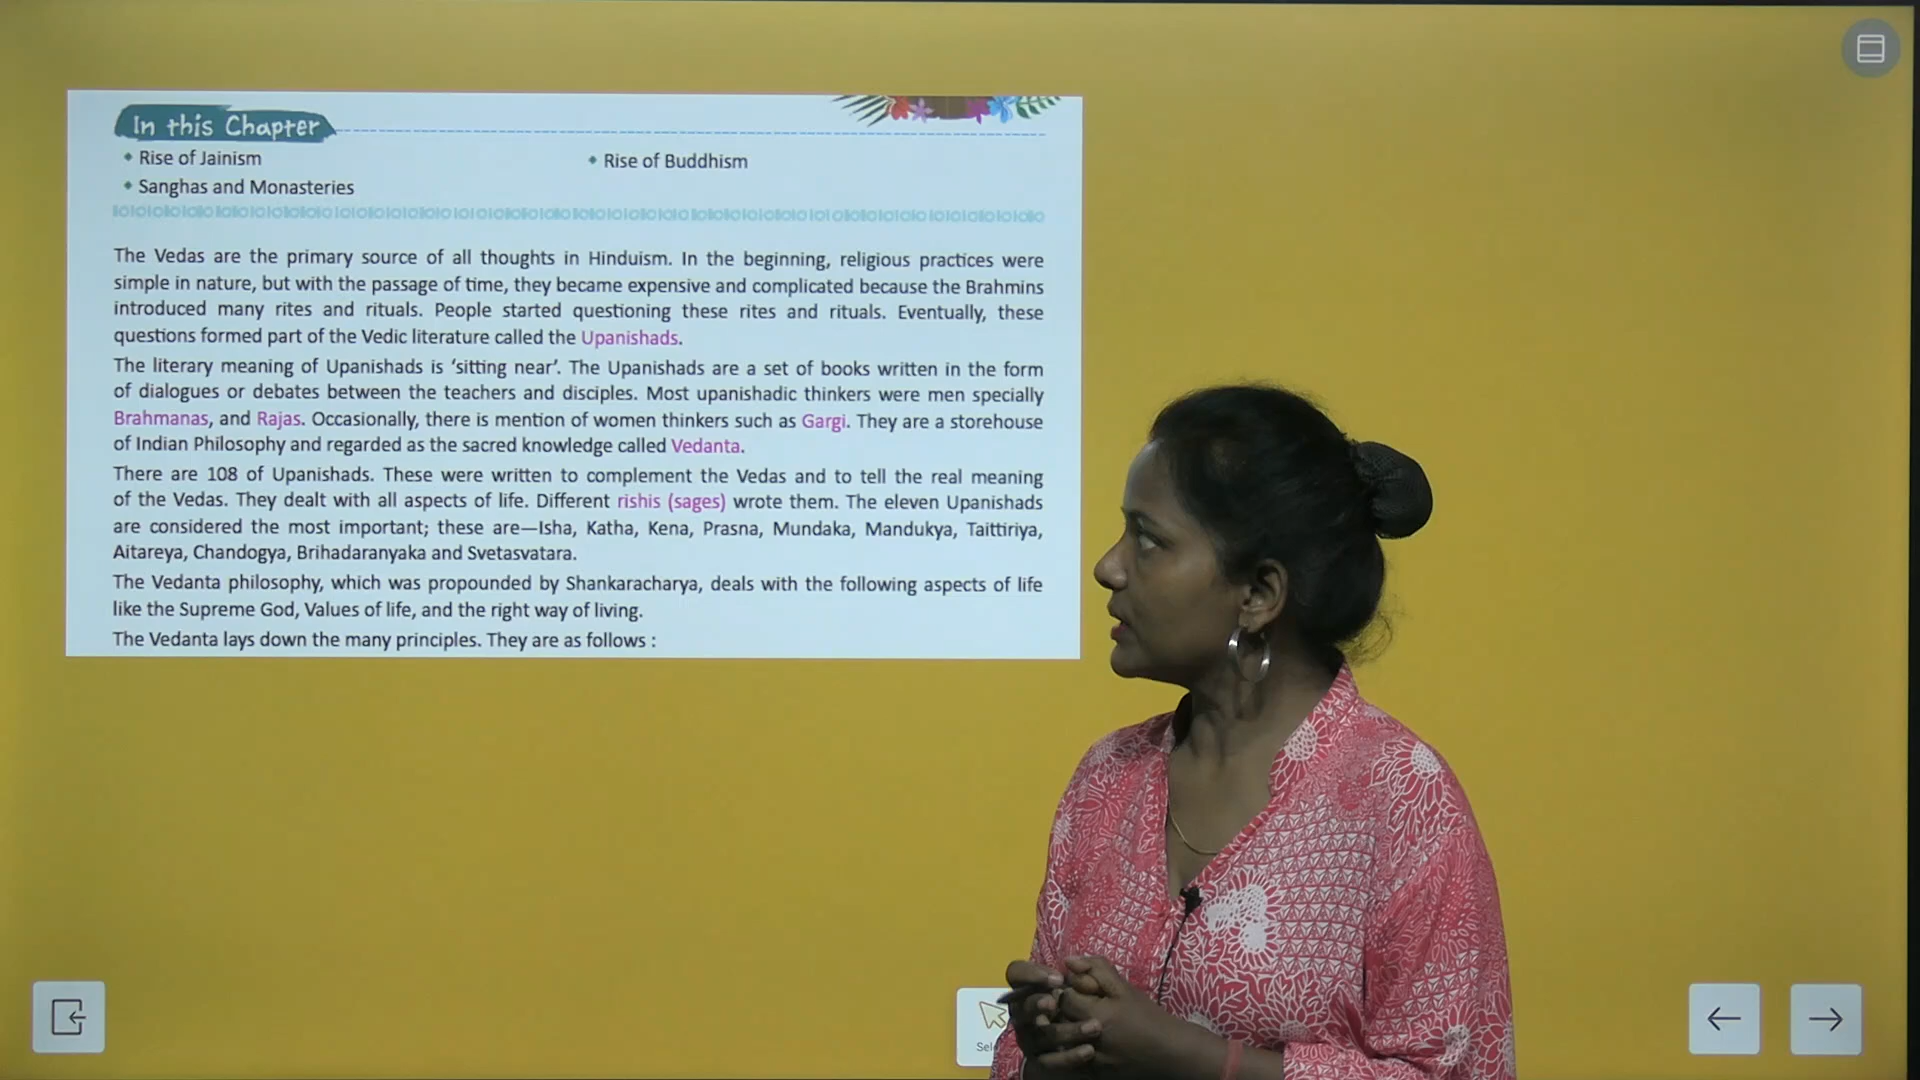 In this Chapter
• Rise of Jainism
• Rise of Buddhism
• Sanghas and Monasteries
The Vedas are the primary source of all thoughts in Hinduism. In the beginning, religious practices were
simple in nature, but with the passage of time, they became expensive and complicated because the Brahmins
introduced many rites and rituals. People started questioning these rites and rituals. Eventually, these
questions formed part of the Vedic literature called the Upanishads.
The literary meaning of Upanishads is ‘sitting near’. The Upanishads are a set of books written in the form
of dialogues or debates between the teachers and disciples. Most upanishadic thinkers were men specially
Brahmanas, and Rajas. Occasionally, there is mention of women thinkers such as Gargi. They are a storehouse
of Indian Philosophy and regarded as the sacred knowledge called Vedanta.
There are 108 of Upanishads. These were written to complement the Vedas and to tell the real meaning
of the Vedas. They dealt with all aspects of life. Different rishis (sages) wrote them. The eleven Upanishads
are considered the most important; these are—Isha, Katha, Kena, Prasna, Mundaka, Mandukya, Taittiriya,
Aitareya, Chandogya, Brihadaranyaka and Svetasvatara.
The Vedanta philosophy, which was propounded by Shankaracharya, deals with the following aspects of life
like the Supreme God, Values of life, and the right way of living.
The Vedanta lays down the many principles. They are as follows :